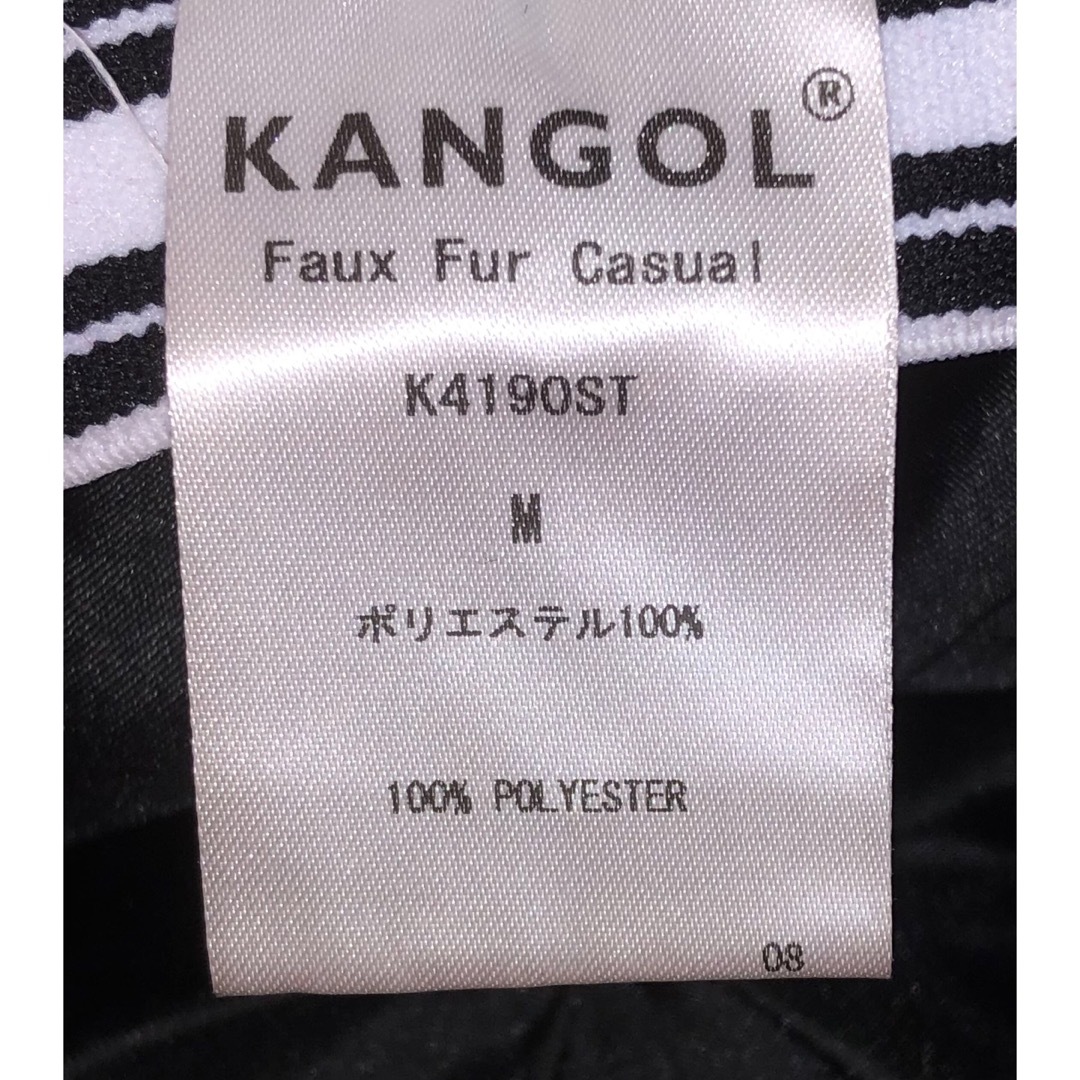 KANGOL®
Faux Fur Casual
K4190ST
M
ポリエステル100%
100% POLYESTER
08